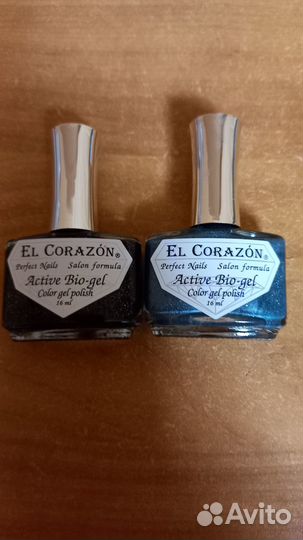 EL CORAZÓN®
Perfect Nails Salon formula
Active Bio-gel
Color gel polish
16 ml
EL CORAZÓN®
Perfect Nails Salon formula
Active Bio-gel
Color gel polish
16 ml
Avito